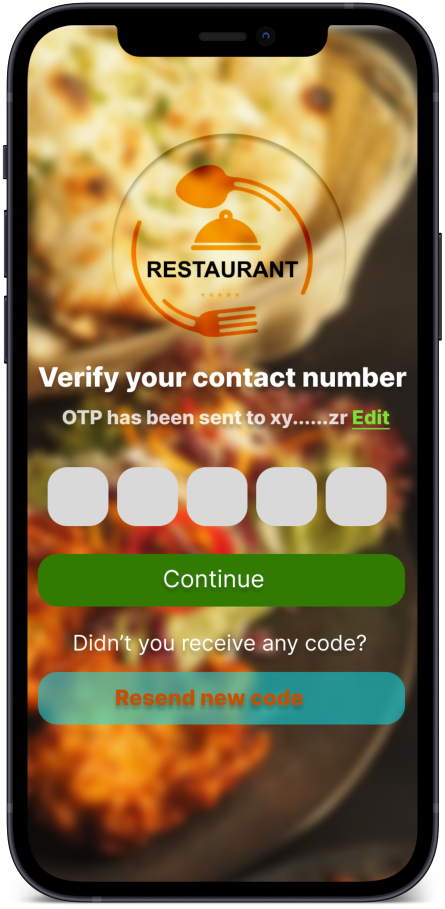 RESTAURANT
Verify your contact number
OTP has been sent to xy......zr Edit
Continue
Didn’t you receive any code?
Resend new code